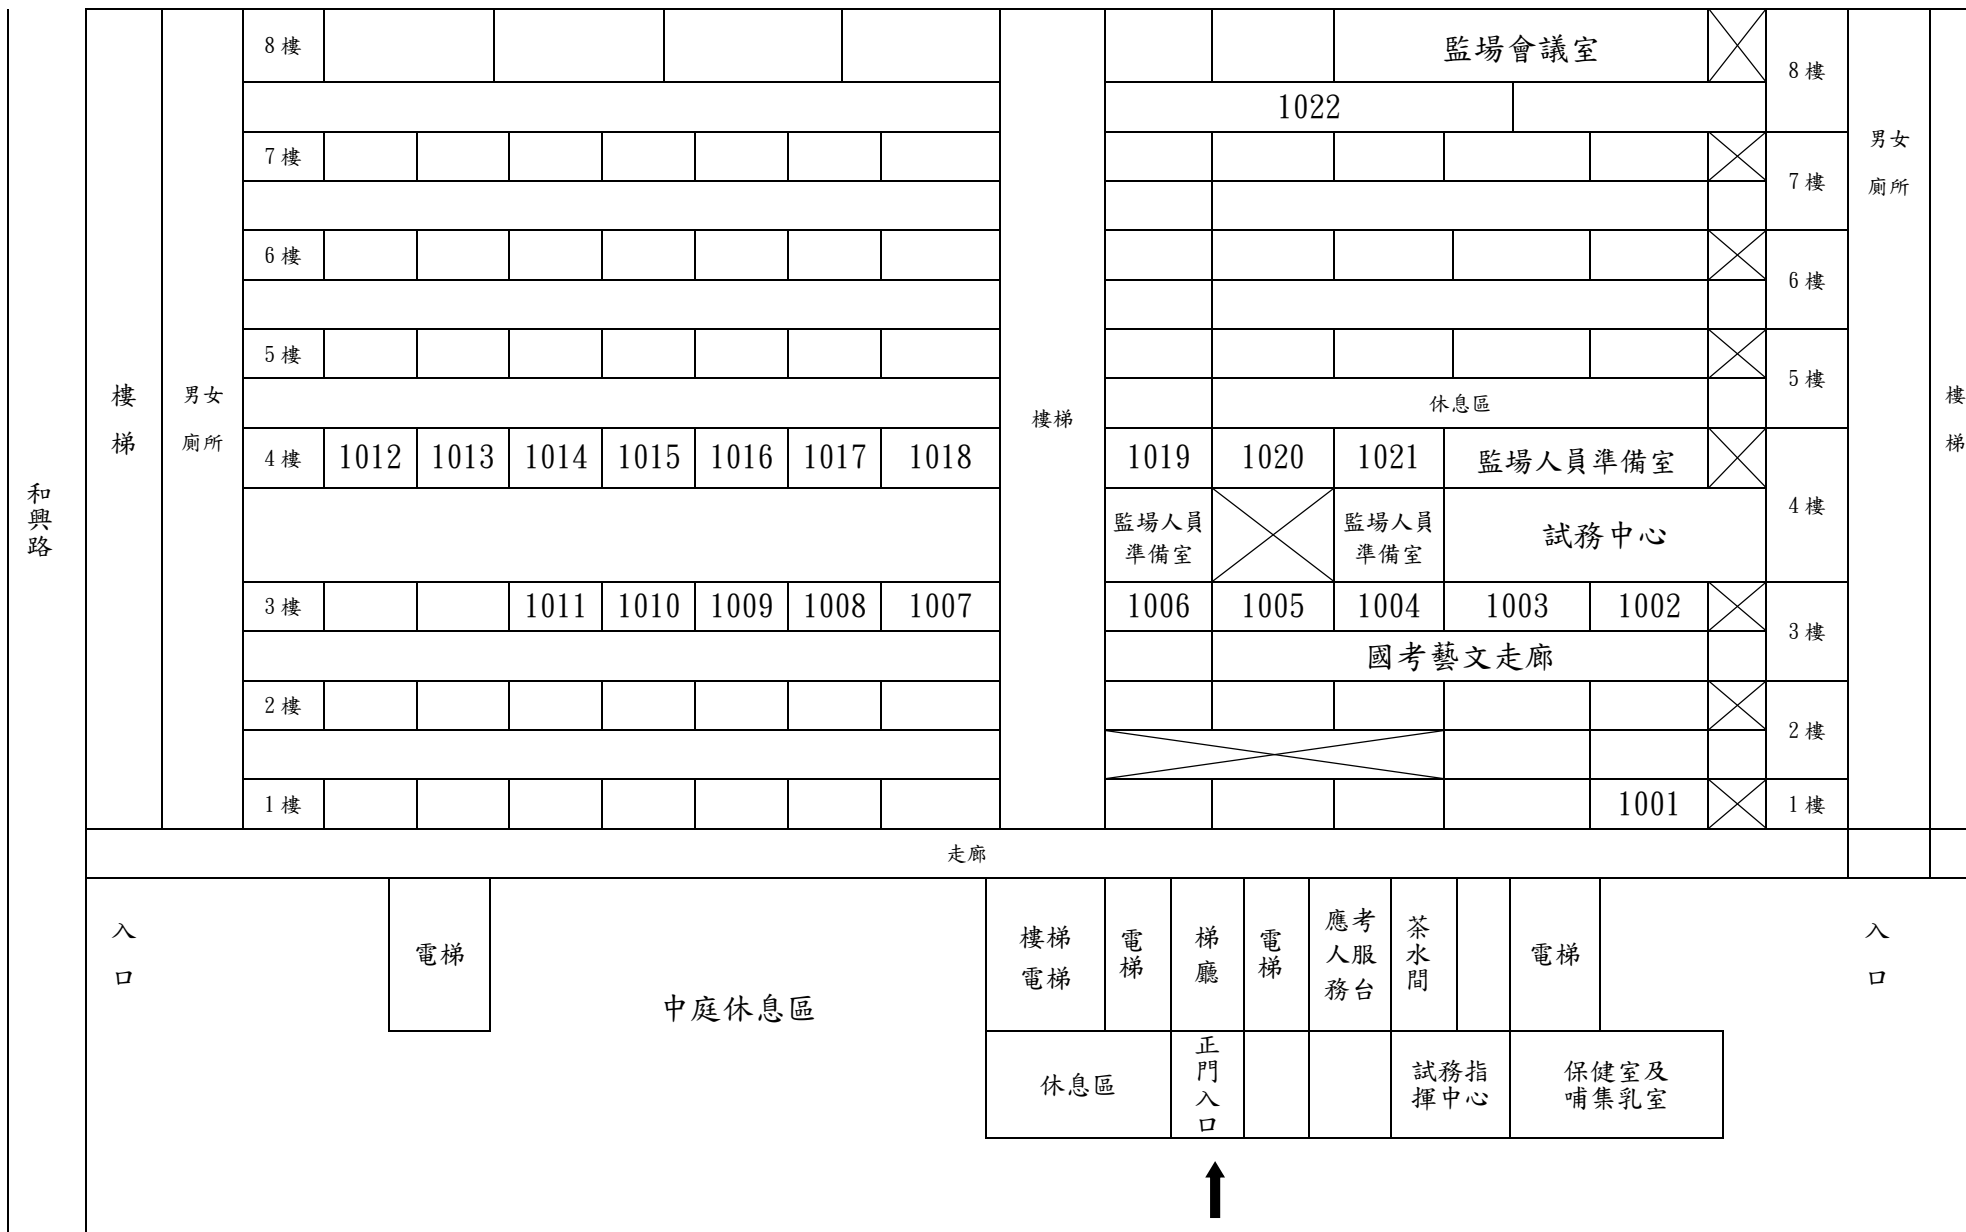 8樓 監場會議室 8樓
1022
7樓 7樓
男女
廁所
6樓 6樓
5樓 5樓
休息區
樓
梯
男女
廁所
樓梯
樓
梯
和興路
4樓 1012 1013 1014 1015 1016 1017 1018 1019 1020 1021 監場人員準備室 4樓
監場人員
準備室
監場人員
準備室
試務中心
3樓 1011 1010 1009 1008 1007 1006 1005 1004 1003 1002 3樓
國考藝文走廊
2樓 2樓
1樓 1001 1樓
走廊
入
口
電梯
中庭休息區
樓梯
電梯
電梯
梯廳
電梯
應考
人服
務台
茶水間
電梯
入
口
休息區
正門入口
試務指
揮中心
保健室及
哺集乳室